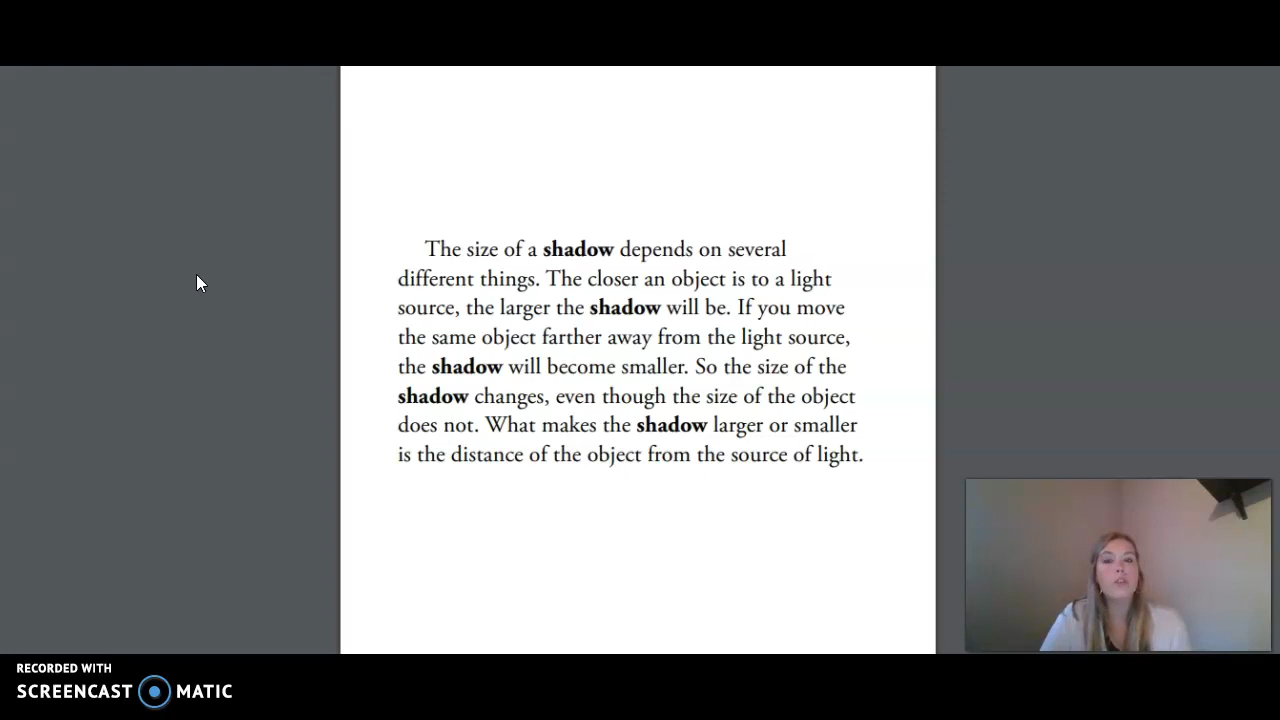 The size of a shadow depends on several
different things. The closer an object is to a light
source, the larger the shadow will be. If you move
the same object farther away from the light source,
the shadow will become smaller. So the size of the
shadow changes, even though the size of the object
does not. What makes the shadow larger or smaller
is the distance of the object from the source of light.
RECORDED WITH
SCREENCAST MATIC